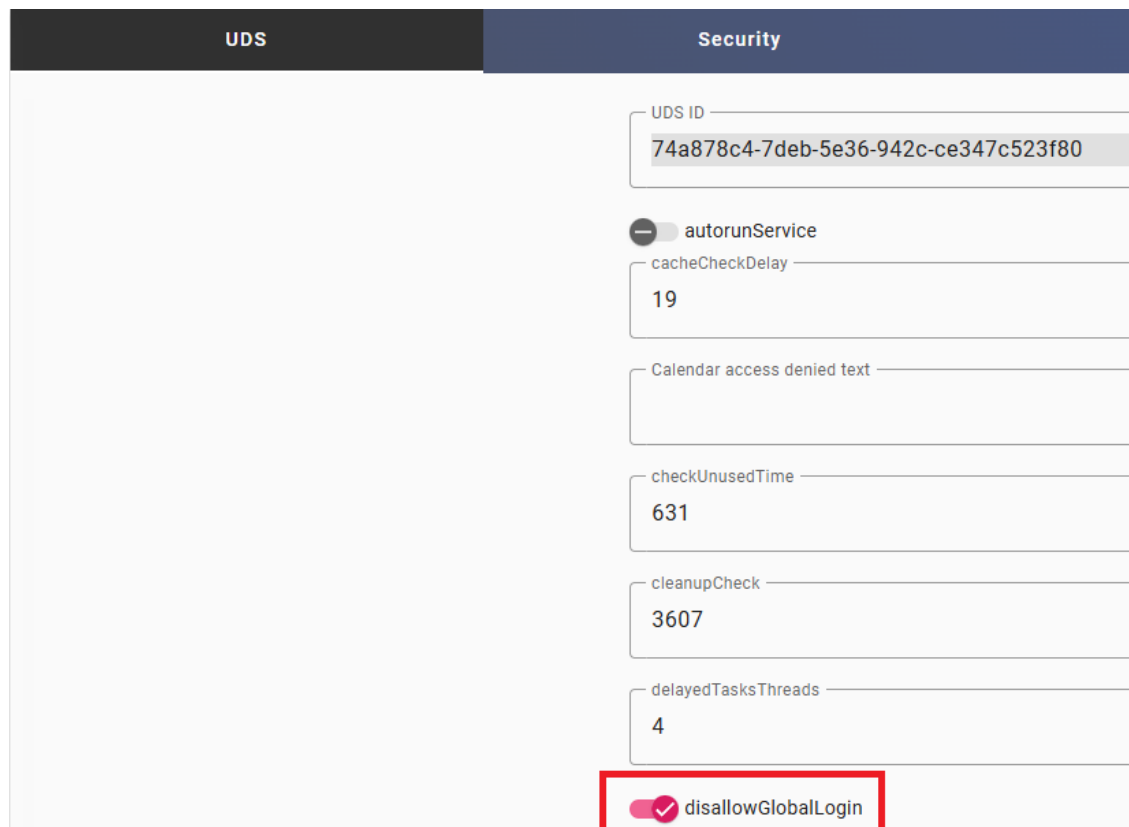 UDS
Security
UDS ID
74a878c4-7deb-5e36-942c-ce347c523f80
autorunService
cacheCheckDelay
19
Calendar access denied text
checkUnusedTime
631
cleanupCheck
3607
delayedTasksThreads
4
disallowGlobalLogin